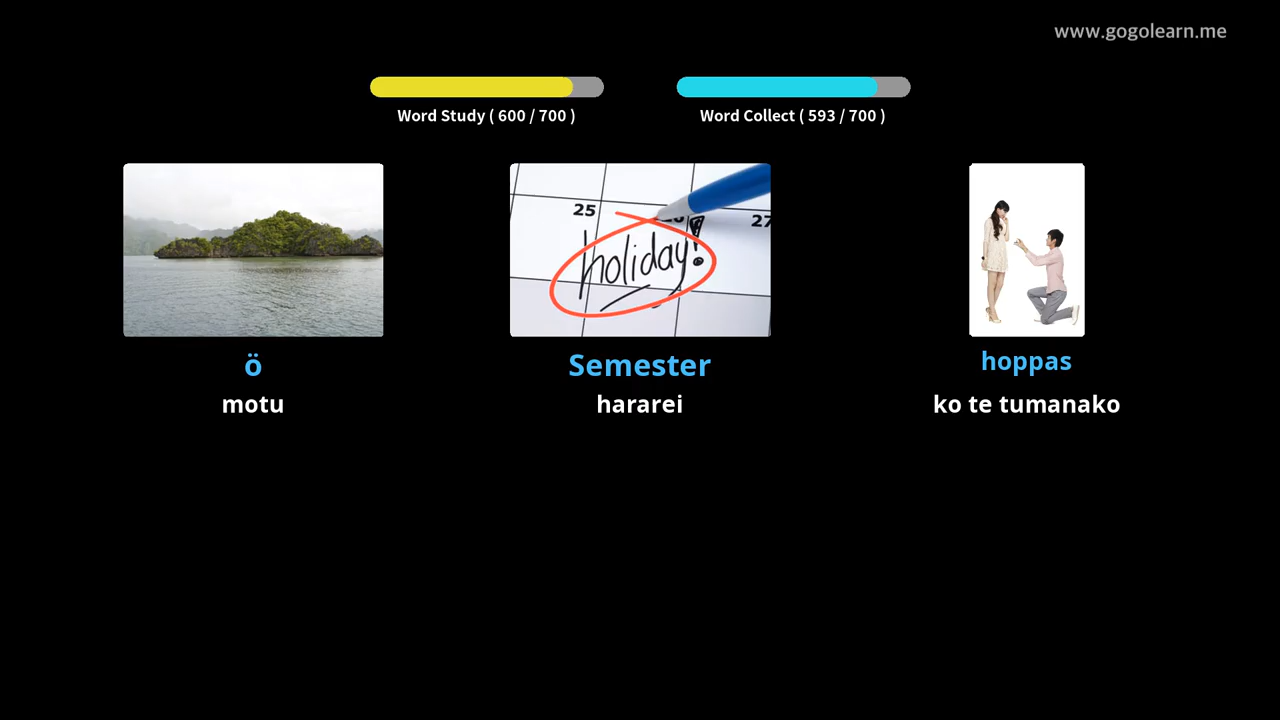 www.gogolearn.me
Word Study ( 600 / 700 )
Word Collect ( 593 / 700 )
25
27
holiday!
ö
Semester
hoppas
motu
hararei
ko te tumanako